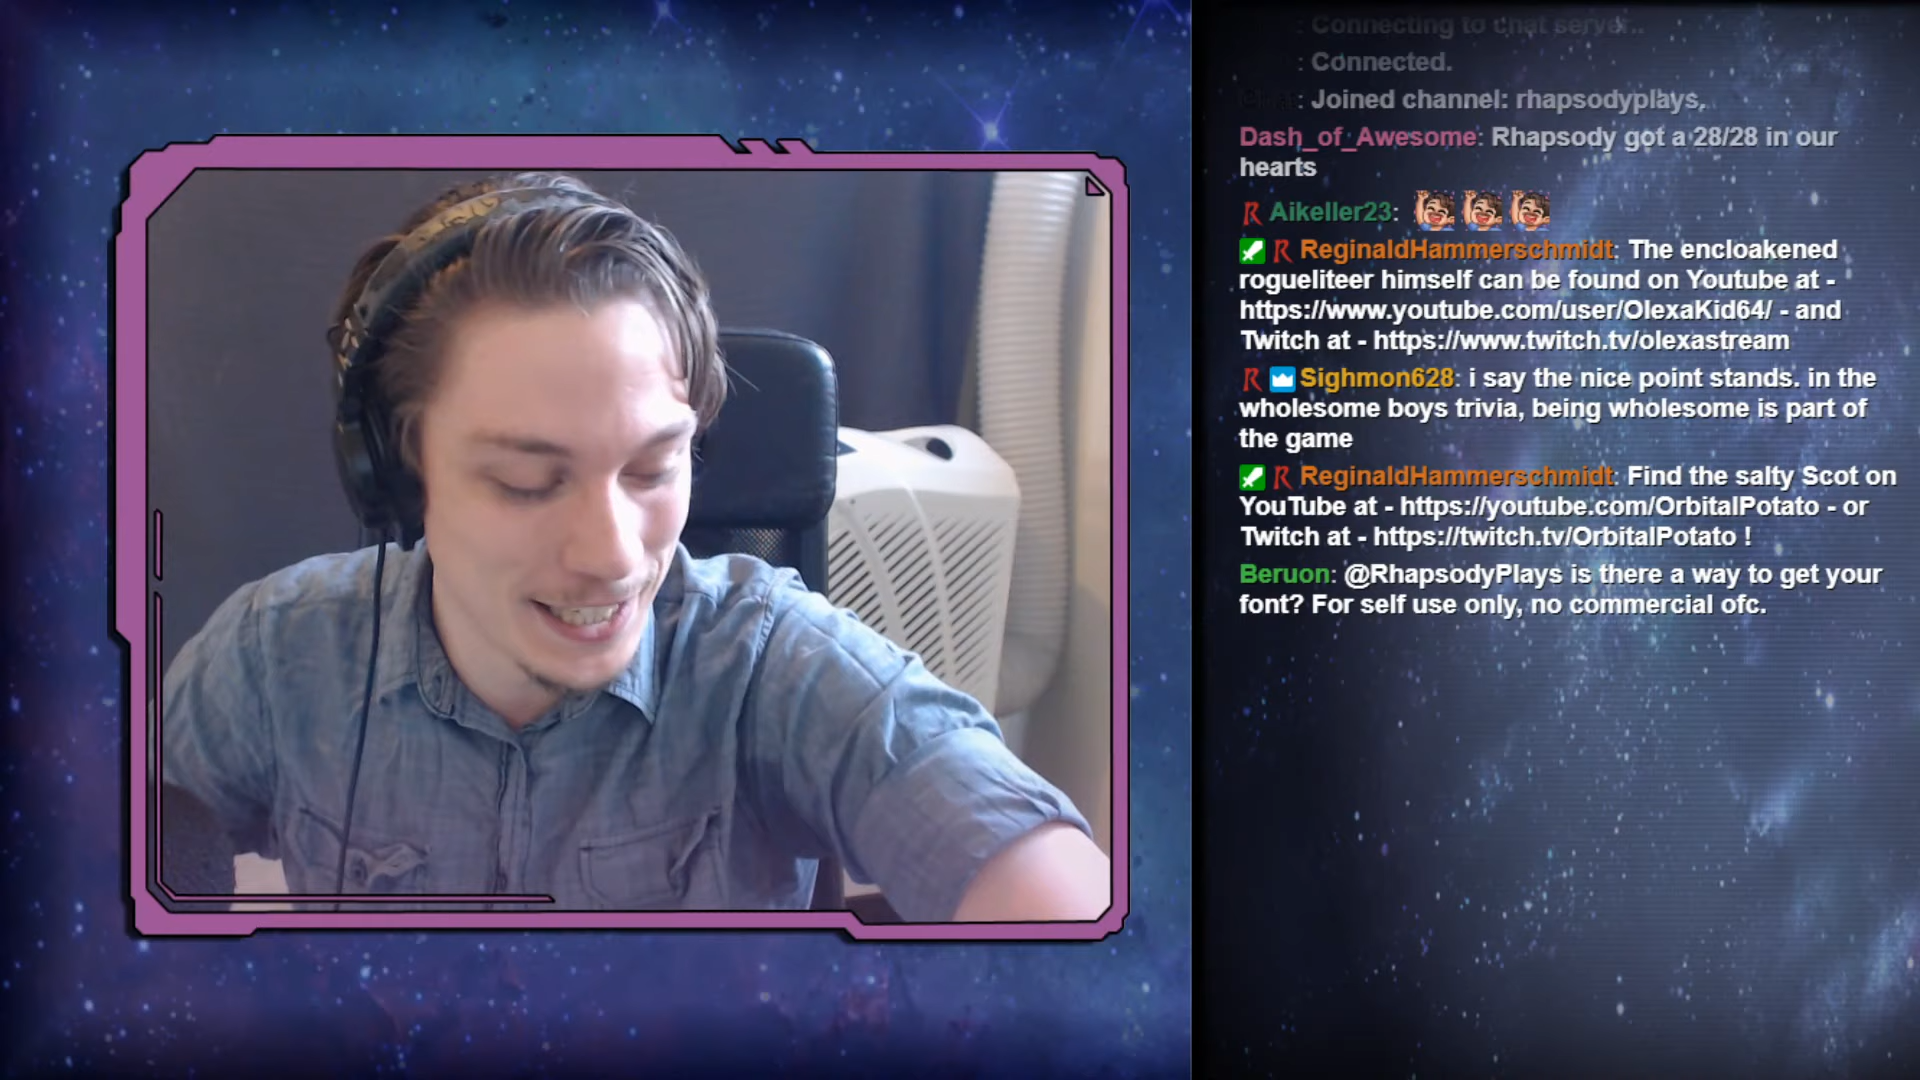 : Connecting to chat server..
: Connected.
: Joined channel: rhapsodyplays.
Dash_of_Awesome: Rhapsody got a 28/28 in our
hearts
R Aikeller23:
R ReginaldHammerschmidt: The encloakened
rogueliteer himself can be found on Youtube at -
https://www.youtube.com/user/OlexaKid64/ - and
Twitch at - https://www.twitch.tv/olexastream
R Sighmon628: i say the nice point stands. in the
wholesome boys trivia, being wholesome is part of
the game
R ReginaldHammerschmidt: Find the salty Scot on
YouTube at - https://youtube.com/OrbitalPotato - or
Twitch at - https://twitch.tv/OrbitalPotato !
Beruon: @RhapsodyPlays is there a way to get your
font? For self use only, no commercial ofc.